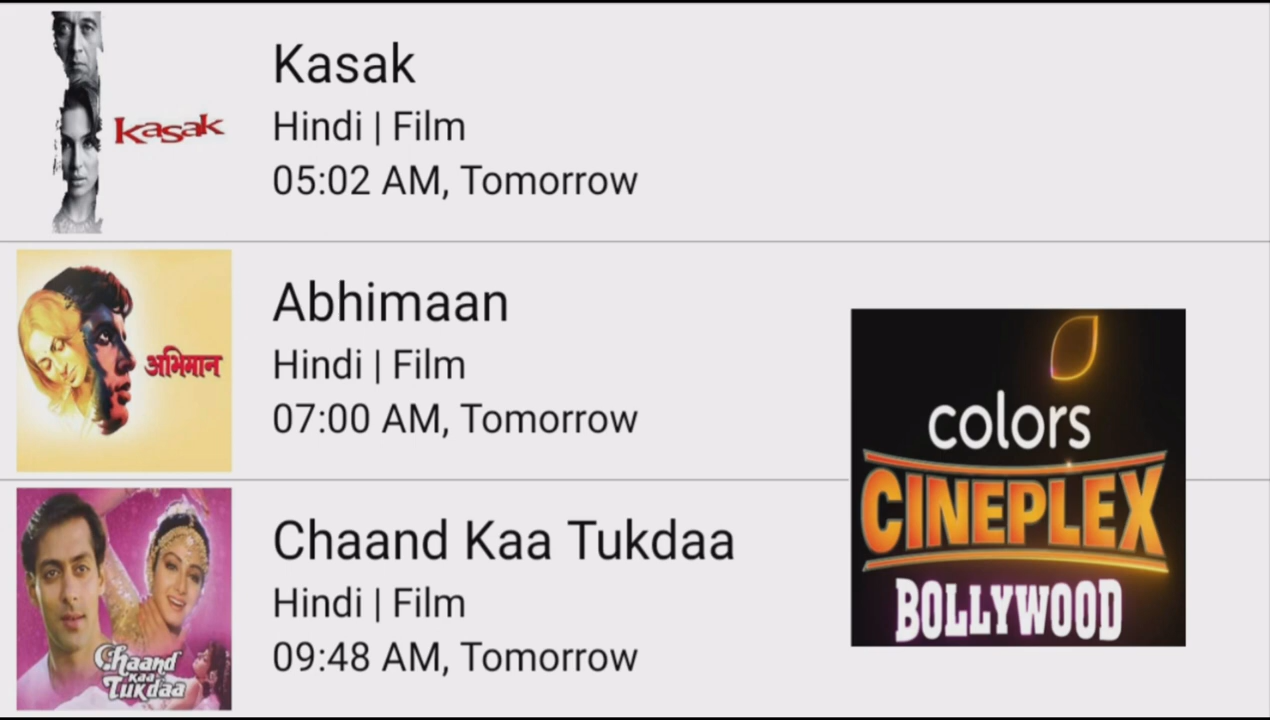 kasak
Kasak
Hindi | Film
05:02 AM, Tomorrow
अभिमान
Abhimaan
Hindi | Film
07:00 AM, Tomorrow
Chaand
Kaa
Tukdaa
Chaand Kaa Tukdaa
Hindi | Film
09:48 AM, Tomorrow
colors
CINEPLEX
BOLLYWOOD